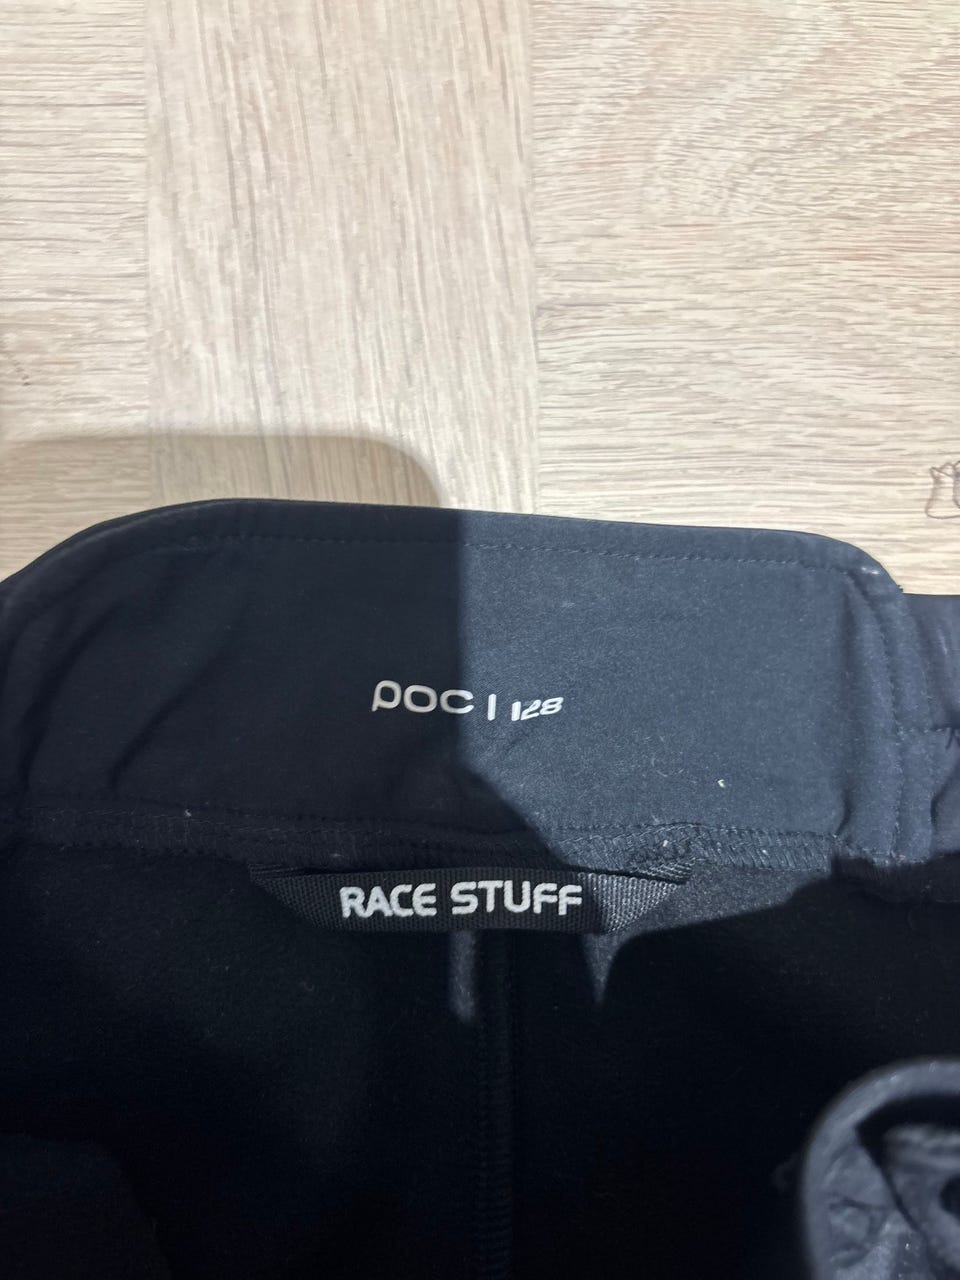 POC | 128
RACE STUFF